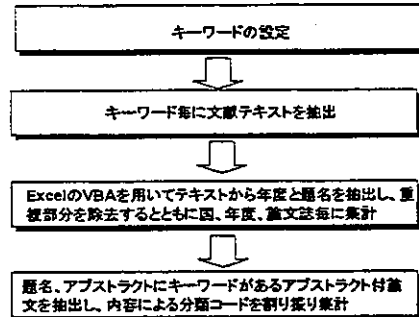 キーワードの設定
キーワード毎に文献テキストを抽出
ExcelのVBAを用いてテキストから年度と題名を抽出し、重
複部分を除去するとともに国、年度、論文誌毎に集計
題名、アブストラクトにキーワードがあるアブストラクト付論
文を抽出し、内容による分類コードを割り振り集計